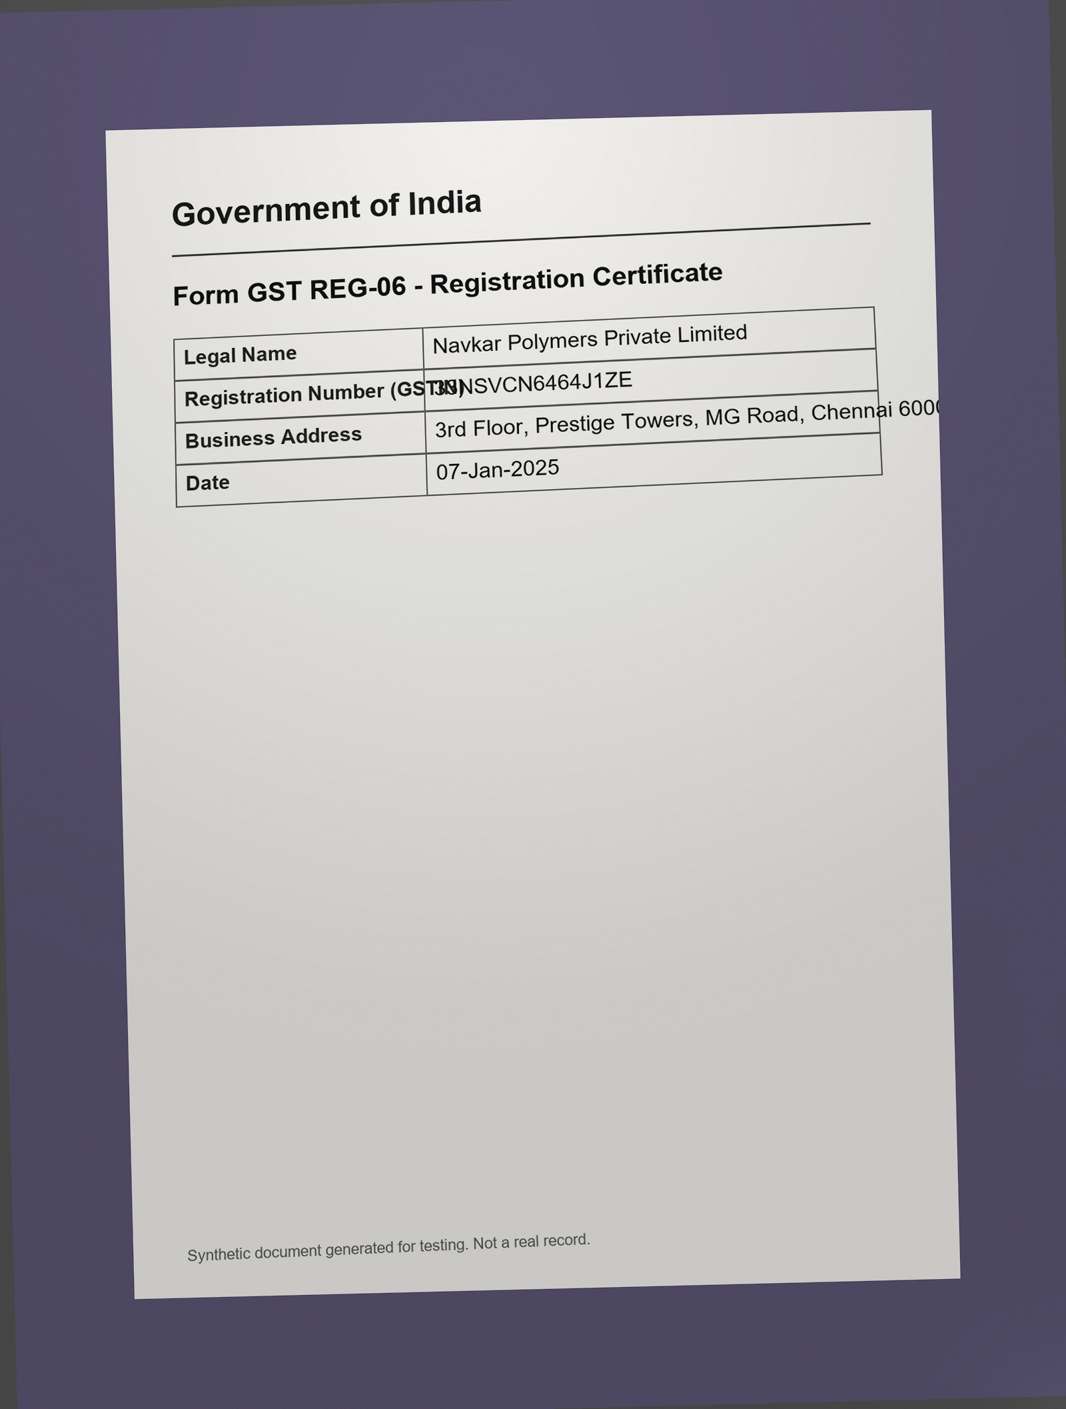 Government of India
Form GST REG-06 - Registration Certificate
Legal Name Navkar Polymers Private Limited
Registration Number (GSTIN)
Business Address 3rd Floor, Prestige Towers, MG Road, Chennai
Date 07-Jan-2025
Synthetic document generated for testing. Not a real record.